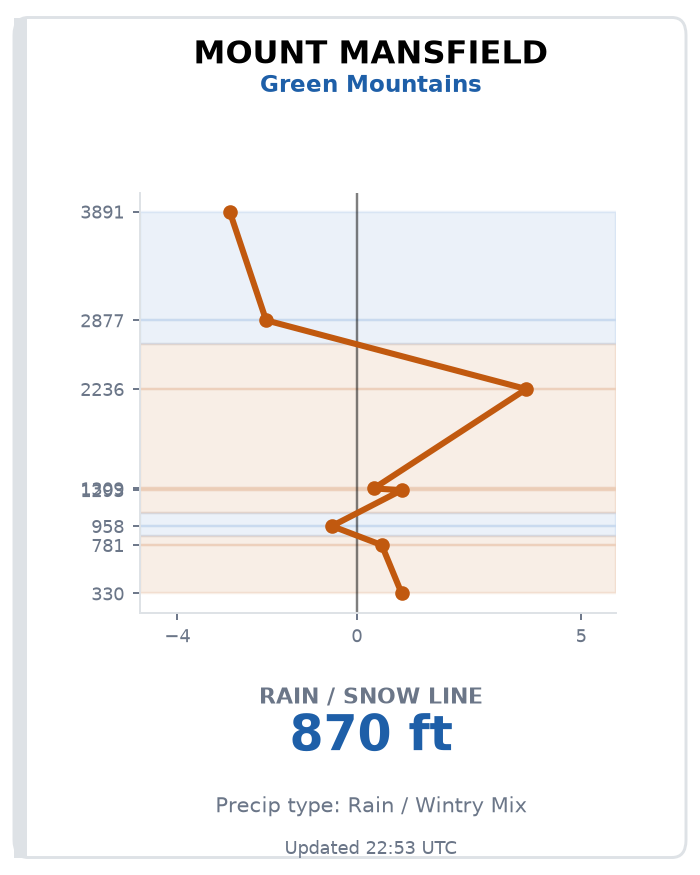 MOUNT MANSFIELD
Green Mountains
3891
2877
2236
958
781
330
−4 0 5
RAIN / SNOW LINE
870 ft
Precip type: Rain / Wintry Mix
Updated 22:53 UTC